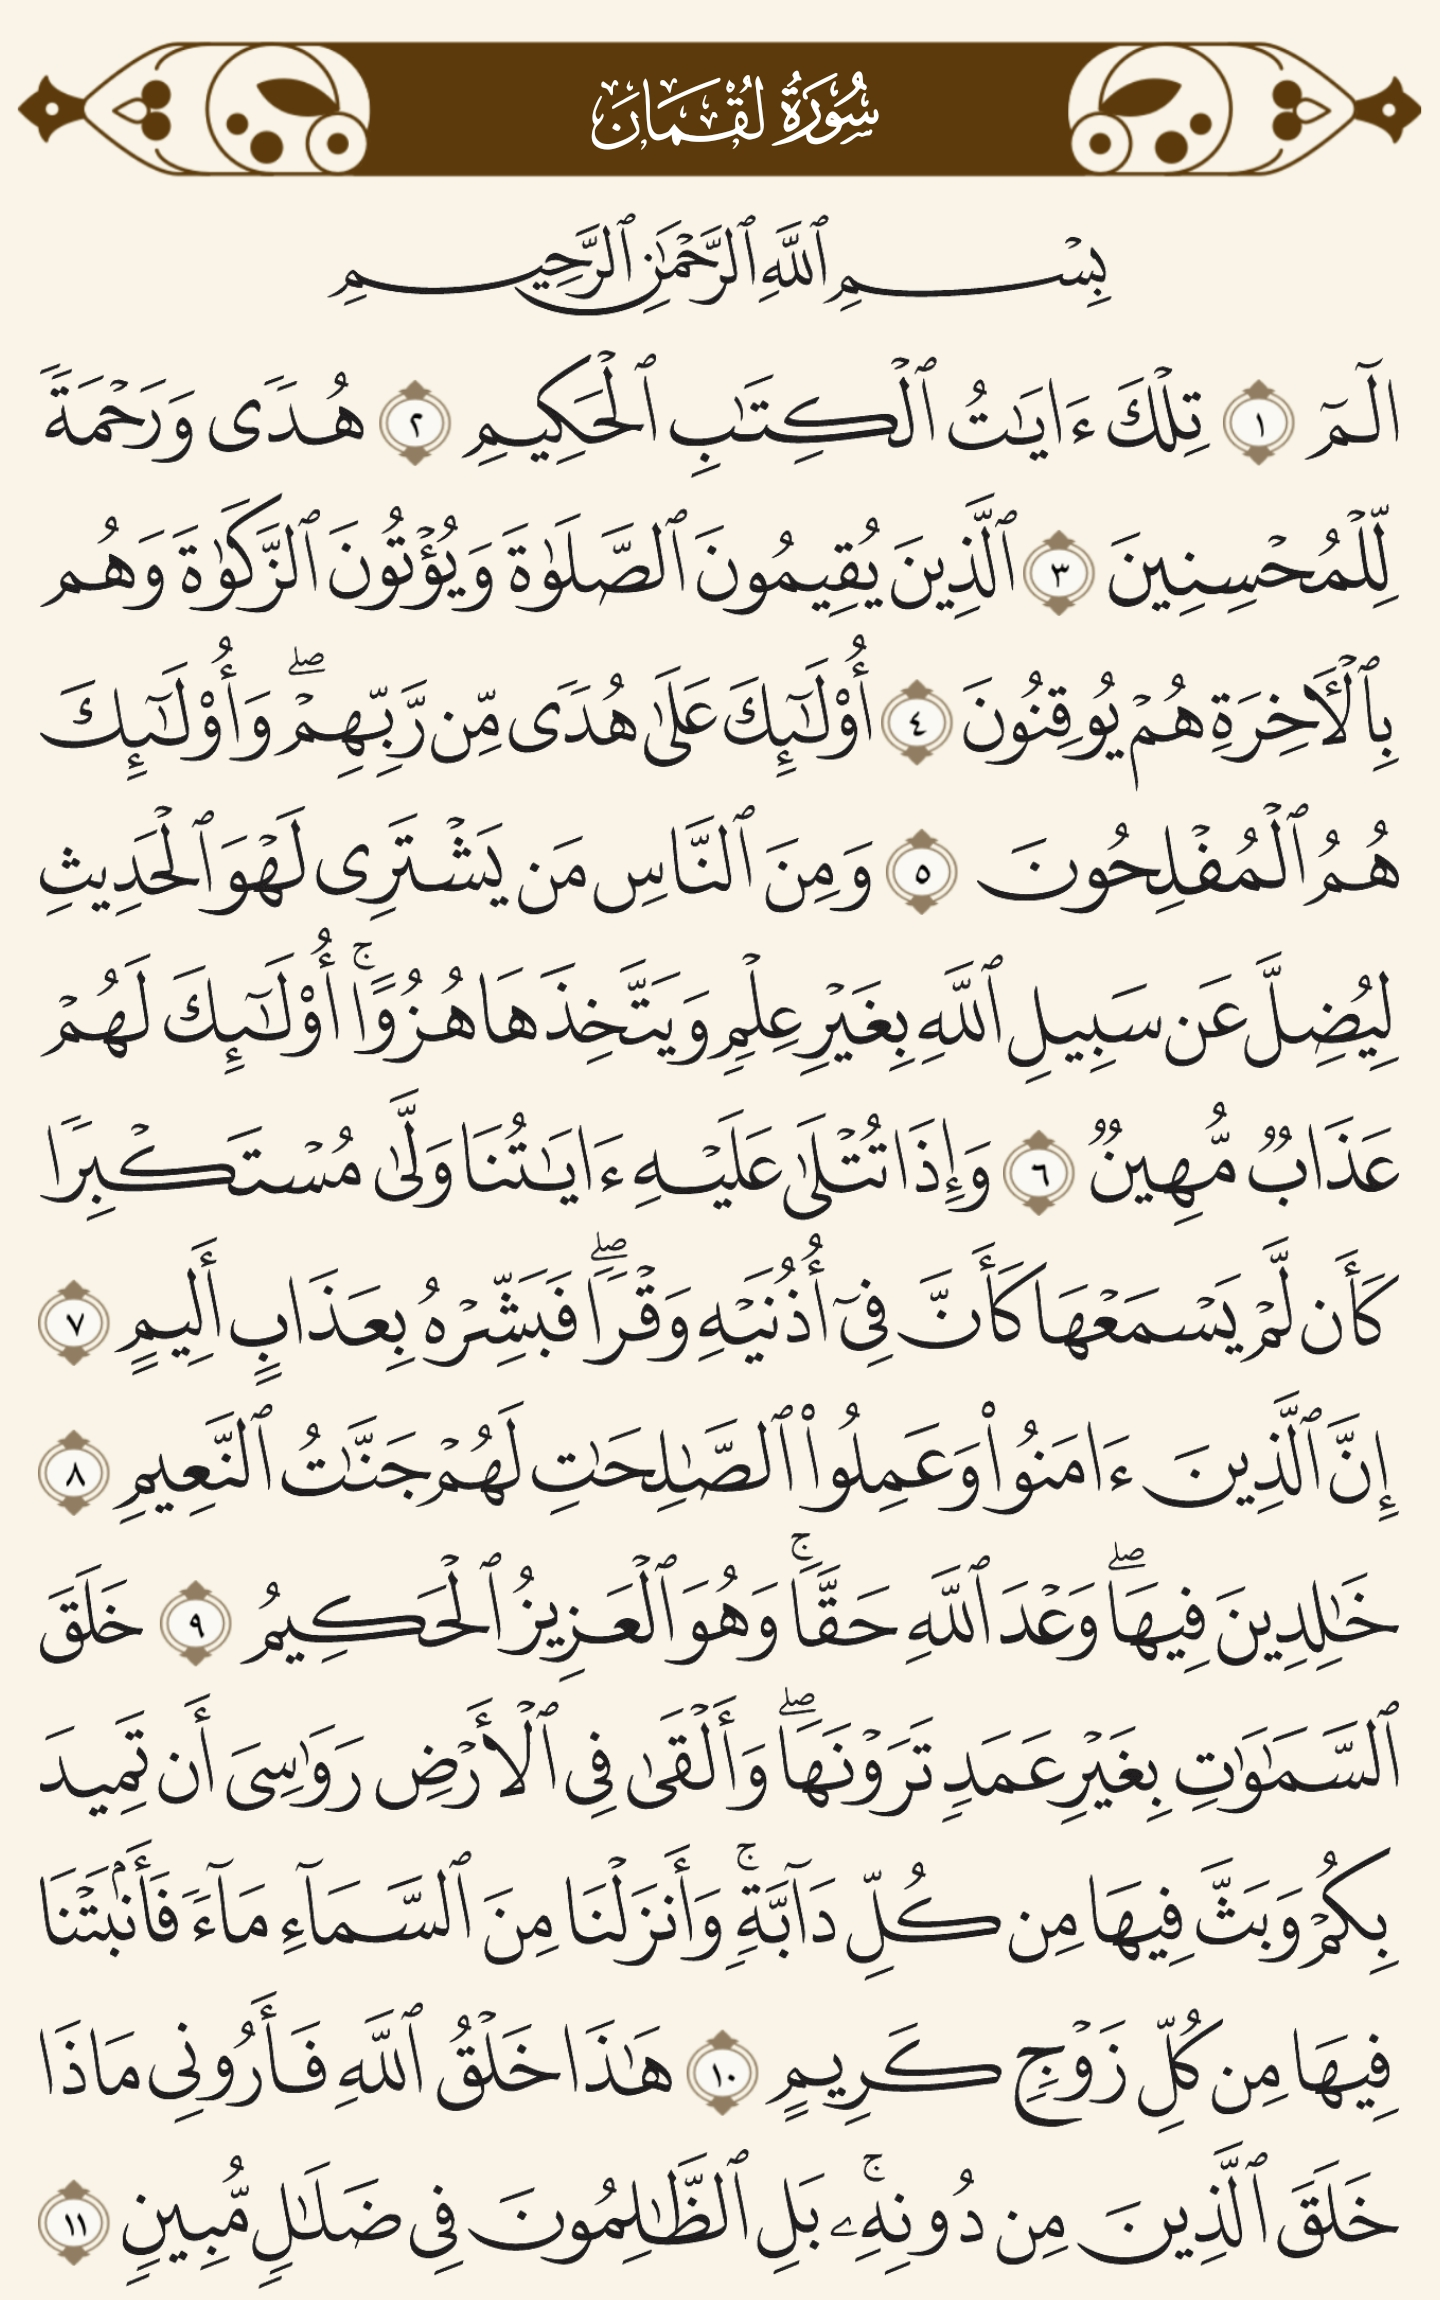 سُورَةُ لُقْمَانَ
بِسْمِ ٱللَّهِ ٱلرَّحْمَٰنِ ٱلرَّحِيمِ
الٓمٓ ١ تِلْكَ ءَايَٰتُ ٱلْكِتَٰبِ ٱلْحَكِيمِ ٢ هُدًى وَرَحْمَةً
لِّلْمُحْسِنِينَ ٣ ٱلَّذِينَ يُقِيمُونَ ٱلصَّلَوٰةَ وَيُؤْتُونَ ٱلزَّكَوٰةَ وَهُم
بِٱلْأَخِرَةِ هُمْ يُوقِنُونَ ٤ أُو۟لَٰٓئِكَ عَلَىٰ هُدًى مِّن رَّبِّهِمْ ۖ وَأُو۟لَٰٓئِكَ
هُمُ ٱلْمُفْلِحُونَ ٥ وَمِنَ ٱلنَّاسِ مَن يَشْتَرِى لَهْوَ ٱلْحَدِيثِ
لِيُضِلَّ عَن سَبِيلِ ٱللَّهِ بِغَيْرِ عِلْمٍ وَيَتَّخِذَهَا هُزُوًا ۚ أُو۟لَٰٓئِكَ لَهُمْ
عَذَابٌ مُّهِينٌ ٦ وَإِذَا تُتْلَىٰ عَلَيْهِ ءَايَٰتُنَا وَلَّىٰ مُسْتَكْبِرًا
كَأَن لَّمْ يَسْمَعْهَا كَأَنَّ فِىٓ أُذُنَيْهِ وَقْرًا ۖ فَبَشِّرْهُ بِعَذَابٍ أَلِيمٍ ٧
إِنَّ ٱلَّذِينَ ءَامَنُوا۟ وَعَمِلُوا۟ ٱلصَّٰلِحَٰتِ لَهُمْ جَنَّٰتُ ٱلنَّعِيمِ ٨
خَٰلِدِينَ فِيهَا ۖ وَعْدَ ٱللَّهِ حَقًّا ۚ وَهُوَ ٱلْعَزِيزُ ٱلْحَكِيمُ ٩ خَلَقَ
ٱلسَّمَٰوَٰتِ بِغَيْرِ عَمَدٍ تَرَوْنَهَا ۖ وَأَلْقَىٰ فِى ٱلْأَرْضِ رَوَٰسِىَ أَن تَمِيدَ
بِكُمْ وَبَثَّ فِيهَا مِن كُلِّ دَآبَّةٍ ۚ وَأَنزَلْنَا مِنَ ٱلسَّمَآءِ مَآءً فَأَنۢبَتْنَا
فِيهَا مِن كُلِّ زَوْجٍ كَرِيمٍ ١٠ هَٰذَا خَلْقُ ٱللَّهِ فَأَرُونِى مَاذَا
خَلَقَ ٱلَّذِينَ مِن دُونِهِۦ ۚ بَلِ ٱلظَّٰلِمُونَ فِى ضَلَٰلٍ مُّبِينٍ ١١